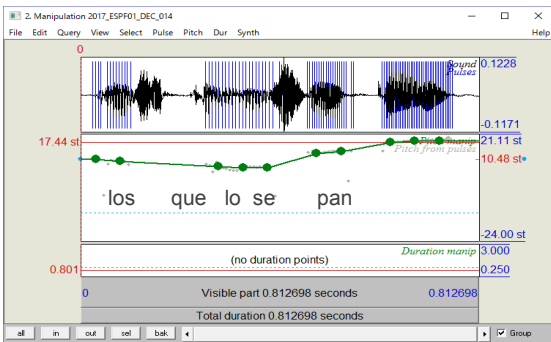 2. Manipulation 2017_ESPF01_DEC_014
File Edit Query View Select Pulse Pitch Dur Synth Help
0
Sound
Pulses
0.1228
-0.1171
17.44 st
Pitch manip
Pitch from pulses
21.11 st
10.48 st
los que lo se pan
-24.00 st
Duration manip
3.000
(no duration points)
0.801
0.250
0 Visible part 0.812698 seconds 0.812698
Total duration 0.812698 seconds
all in out sel bak Group